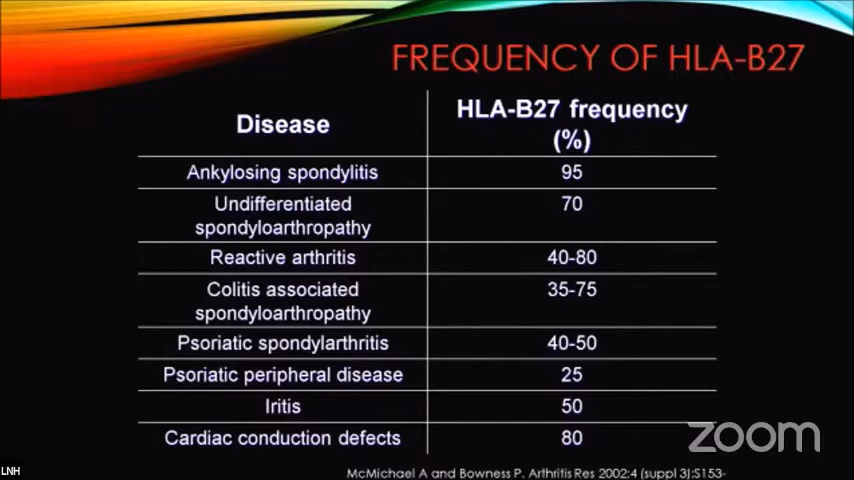 FREQUENCY OF HLA-B27
Disease
HLA-B27 frequency
(%)
Ankylosing spondylitis
95
Undifferentiated
spondyloarthropathy
70
Reactive arthritis
40-80
Colitis associated
spondyloarthropathy
35-75
Psoriatic spondylarthritis
40-50
Psoriatic peripheral disease
25
Iritis
50
Cardiac conduction defects
80
zoom
LNH
McMichael A and Bowness P. Arthritis Res 2002;4 (suppl 3):S153-